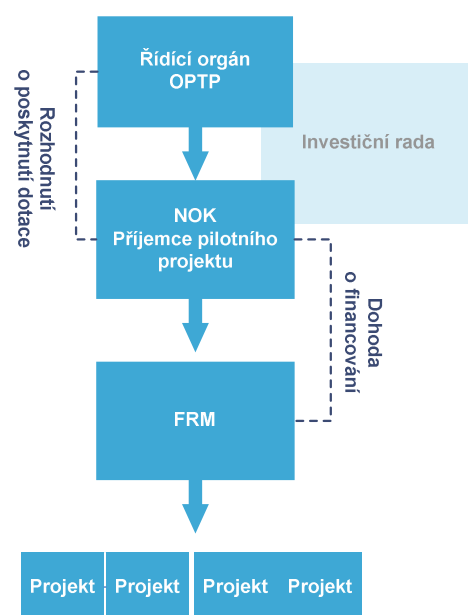 Řídící orgán
OPTP
Investiční rada
Rozhodnutí
o poskytnutí dotace
NOK
Příjemce pilotního
projektu
Dohoda
o financování
FRM
Projekt
Projekt
Projekt
Projekt